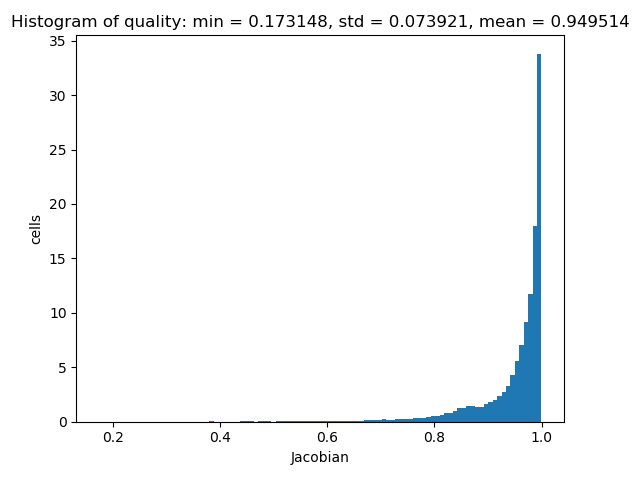 Histogram of quality: min = 0.173148, std = 0.073921, mean = 0.949514
35
30
25
20
15
10
5
0
cells
0.2 0.4 0.6 0.8 1.0
Jacobian